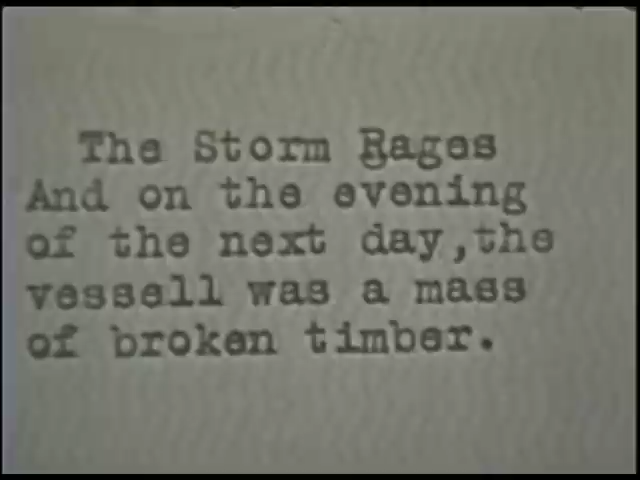 The Storm Rages
And on the evening
of the next day,the
vessell was a mass
of broken timber.